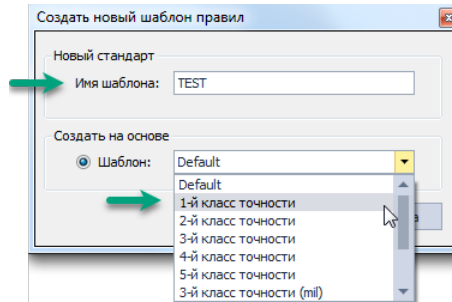 Создать новый шаблон правил
Новый стандарт
Имя шаблона: TEST
Создать на основе
Шаблон: Default
Default
1-й класс точности
2-й класс точности
3-й класс точности
4-й класс точности
5-й класс точности
3-й класс точности (mil)